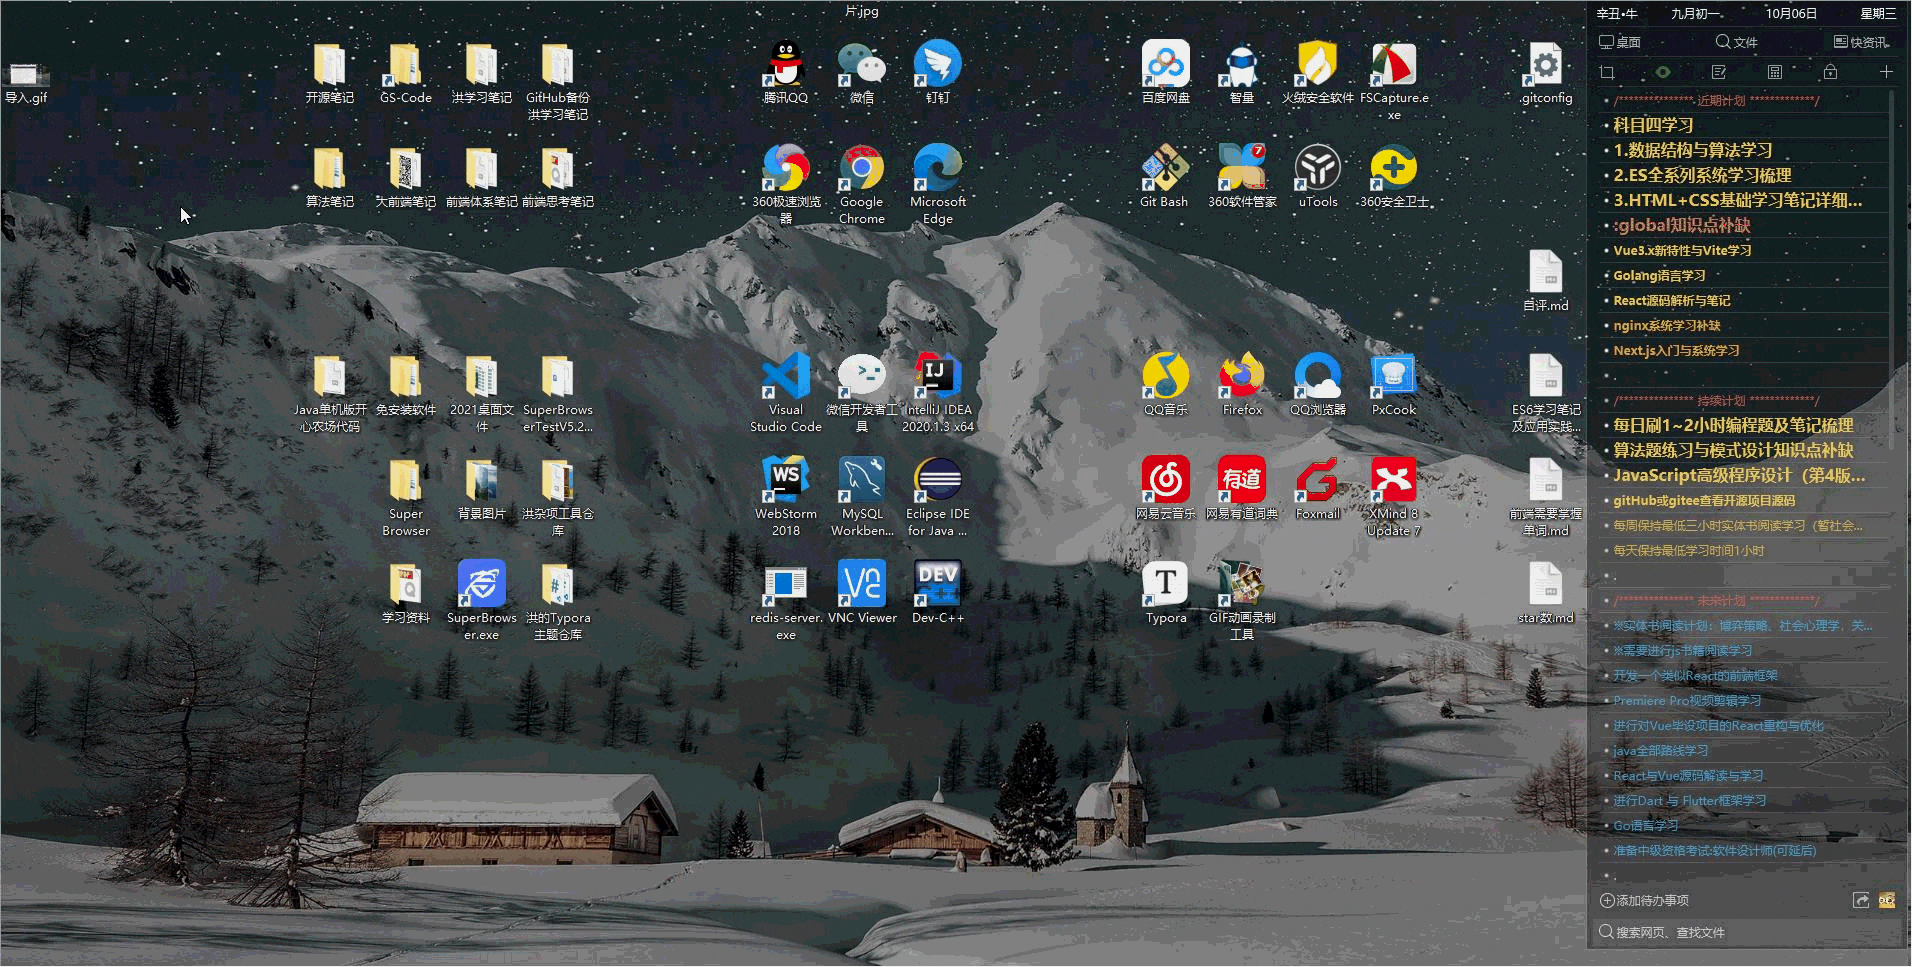 片.jpg
导入.gif
开源笔记
GS-Code
洪学习笔记
GitHub备份
洪学习笔记
腾讯QQ
微信
钉钉
百度网盘
智量
火绒安全软件
FSCapture.e
xe
.gitconfig
算法笔记
大前端笔记
前端体系笔记
前端思考笔记
360极速浏览
器
Google
Chrome
Microsoft
Edge
Git Bash
7
360软件管家
uTools
360安全卫士
自评.md
Java单机版开
心农场代码
免安装软件
2021桌面文
件
SuperBrows
erTestV5.2...
Visual
Studio Code
微信开发者工
具
IJ
IntelliJ IDEA
2020.1.3 x64
QQ音乐
Firefox
QQ浏览器
PxCook
ES6学习笔记
及应用实践...
Super
Browser
背景图片
洪杂项工具仓
库
WS
WebStorm
2018
MySQL
Workben...
Eclipse IDE
for Java ...
网易云音乐
有道
网易有道词典
Foxmail
XMind 8
Update 7
前端需要掌握
单词.md
学习资料
SuperBrows
er.exe
洪的Typora
主题仓库
redis-server.
exe
VNC Viewer
DEV
C++
Dev-C++
T
Typora
GIF动画录制
工具
star数.md
辛丑•牛 九月初一 10月06日 星期三
桌面 文件 快资讯
/*************** 近期计划 *************/
科目四学习
1.数据结构与算法学习
2.ES全系列系统学习梳理
3.HTML+CSS基础学习笔记详细...
:global知识点补缺
Vue3.x新特性与Vite学习
Golang语言学习
React源码解析与笔记
nginx系统学习补缺
Next.js入门与系统学习
.
/*************** 持续计划 *************/
每日刷1~2小时编程题及笔记梳理
算法题练习与模式设计知识点补缺
JavaScript高级程序设计（第4版...
gitHub或gitee查看开源项目源码
每周保持最低三小时实体书阅读学习（暂社会...
每天保持最低学习时间1小时
.
/*************** 未来计划 *************/
※实体书阅读计划：博弈策略、社会心理学、关...
※需要进行js书籍阅读学习
开发一个类似React的前端框架
Premiere Pro视频剪辑学习
进行对Vue毕设项目的React重构与优化
java全部路线学习
React与Vue源码解读与学习
进行Dart 与 Flutter框架学习
Go语言学习
准备中级资格考试:软件设计师(可延后)
.
添加待办事项
搜索网页、查找文件